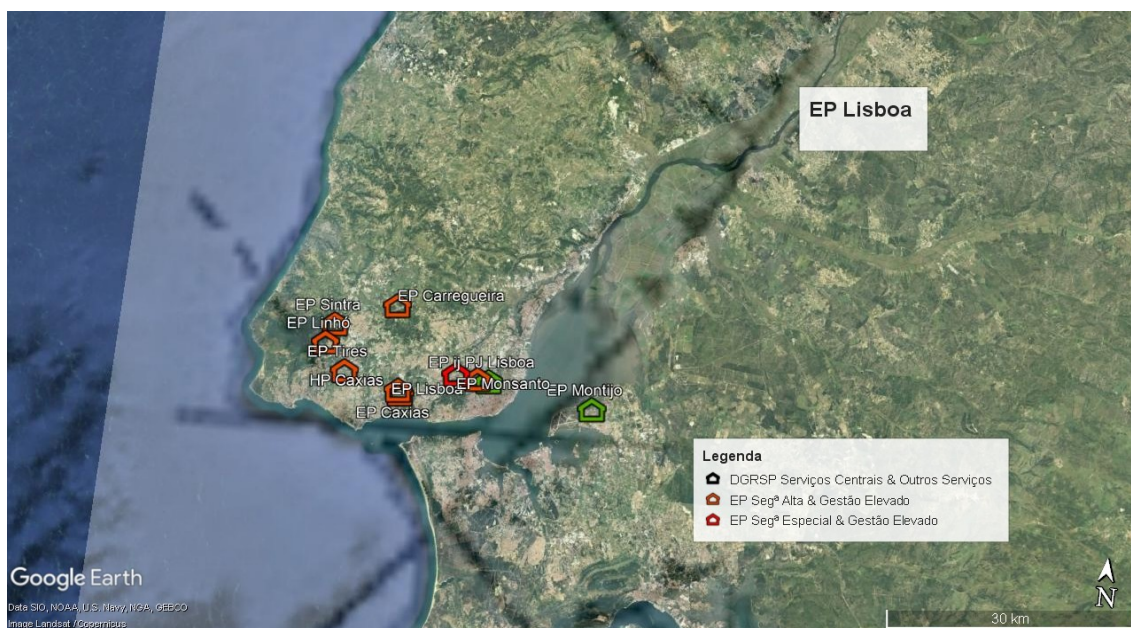 EP Lisboa
EP Carregueira
EP Sintra
EP Linhó
EP Tires
EP jj PJ Lisboa
HP Caxias
EP Lisboa
EP Monsanto
EP Montijo
EP Caxias
Legenda
DGRSP Serviços Centrais & Outros Serviços
EP Segª Alta & Gestão Elevado
EP Segª Especial & Gestão Elevado
Google Earth
Data SIO, NOAA, U.S. Navy, NGA, GEBCO
Image Landsat / Copernicus
N
30 km